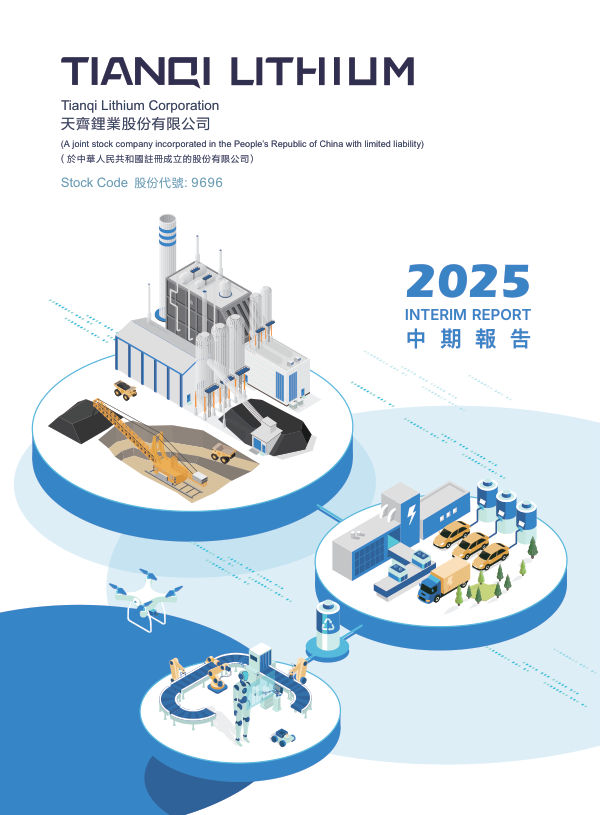 TIANQI LITHIUM
Tianqi Lithium Corporation
天齊鋰業股份有限公司
(A joint stock company incorporated in the People's Republic of China with limited liability)
(於中華人民共和國註冊成立的股份有限公司)
Stock Code 股份代號: 9696
2025
INTERIM REPORT
中期報告